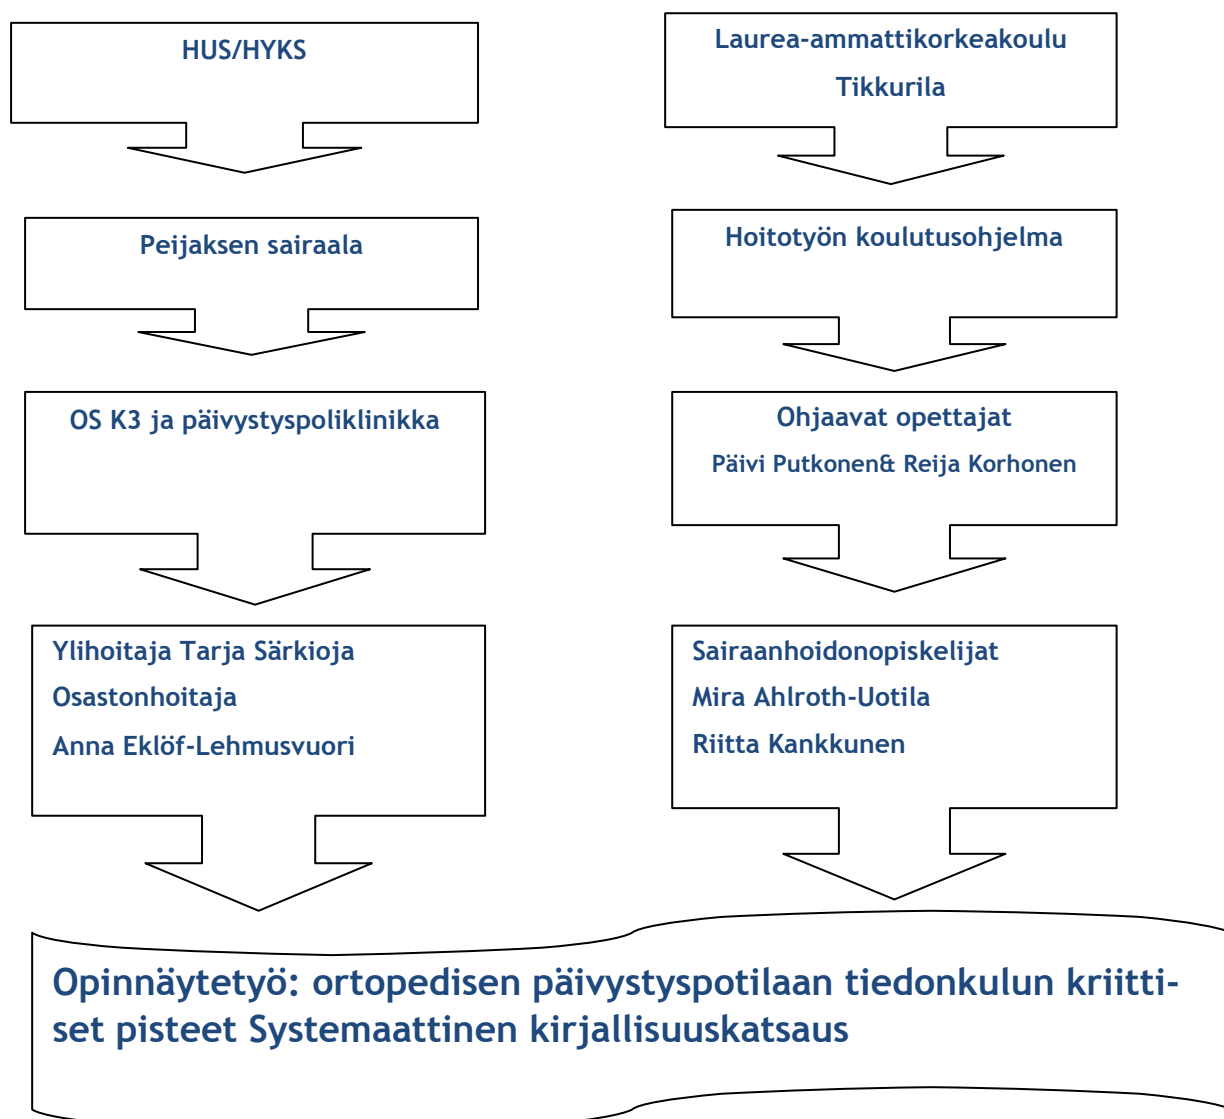 HUS/HYKS
Peijaksen sairaala
OS K3 ja päivystyspoliklinikka
Ylihoitaja Tarja Särkioja
Osastonhoitaja
Anna Eklöf-Lehmusvuori
Laurea-ammattikorkeakoulu
Tikkurila
Hoitotyön koulutusohjelma
Ohjaavat opettajat
Päivi Putkonen& Reija Korhonen
Sairaanhoidonopiskelijat
Mira Ahlroth-Uotila
Riitta Kankkunen
Opinnäytetyö: ortopedisen päivystyspotilaan tiedonkulun kriitti-
set pisteet Systemaattinen kirjallisuuskatsaus